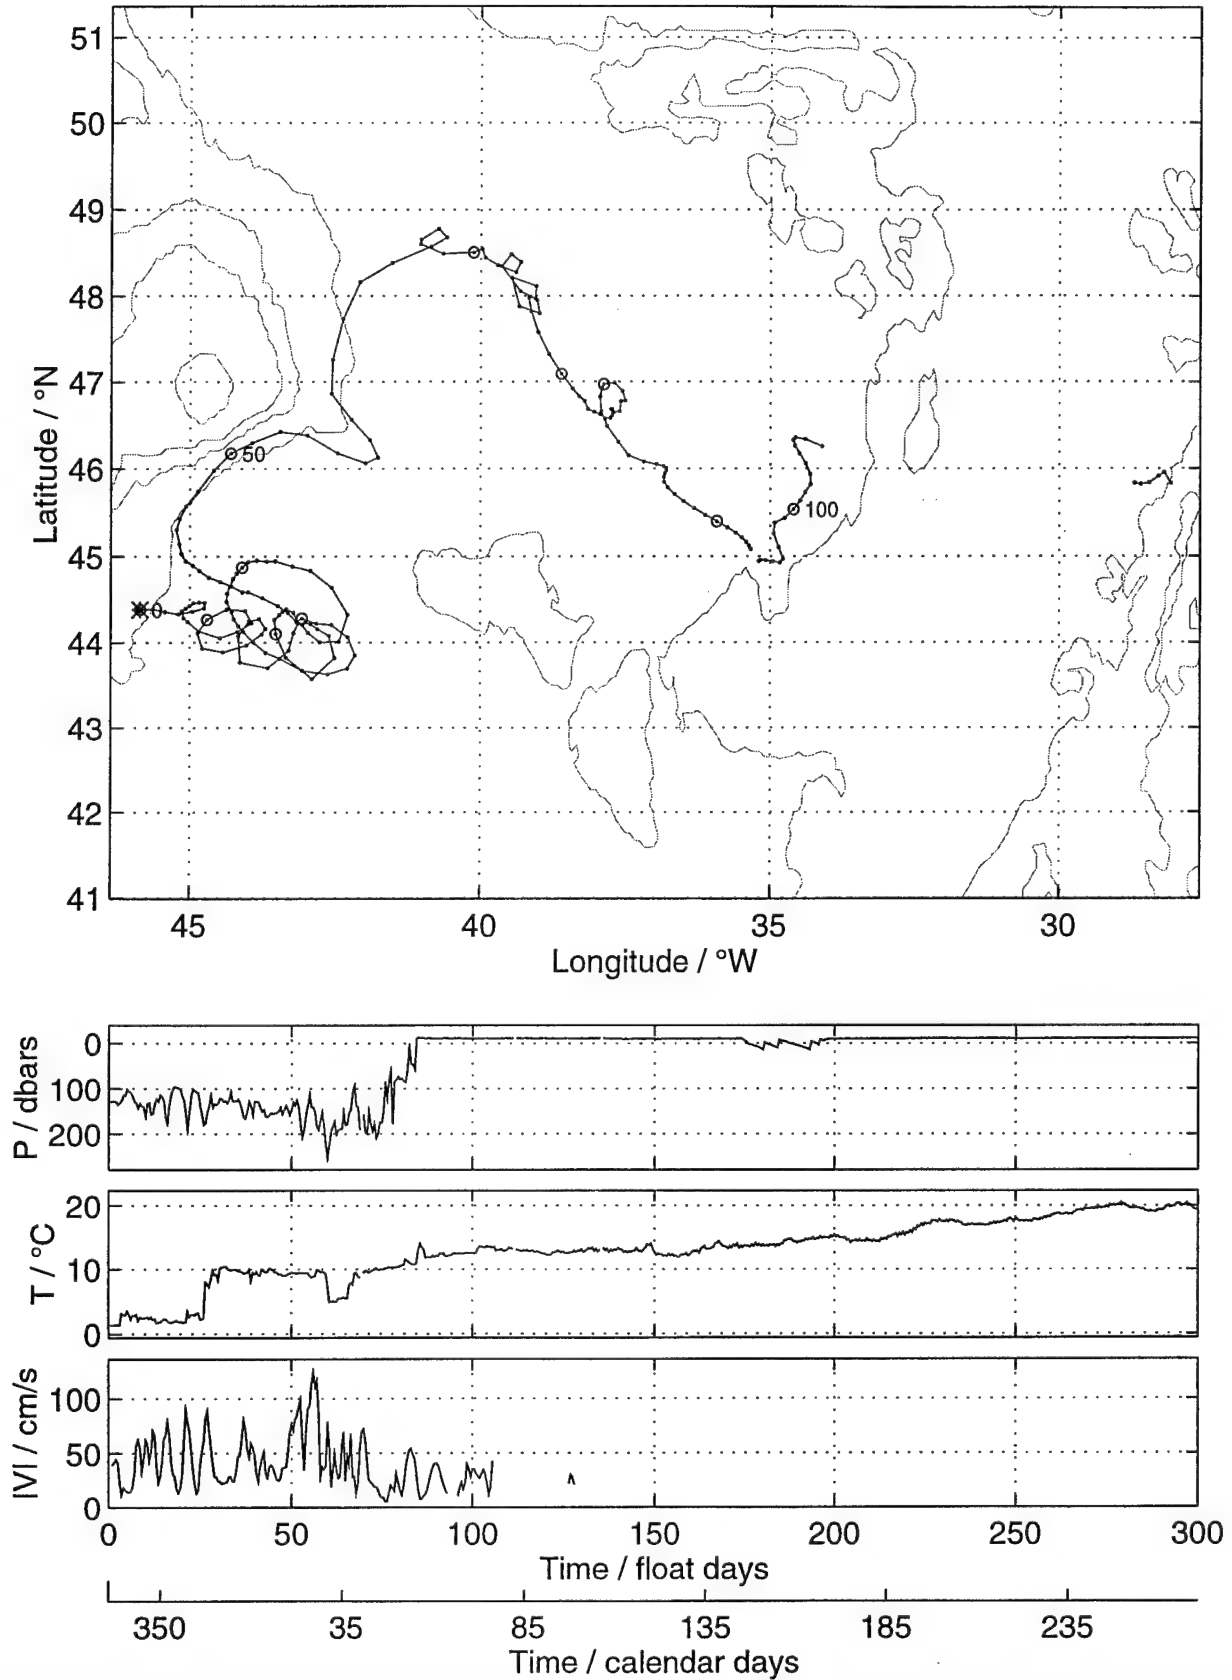 51
50
49
48
47
46
45
44
43
42
41
Latitude / °N
0
50
100
45 40 35 30
Longitude / °W
P / dbars
0
100
200
T / °C
20
10
0
|V| / cm/s
100
50
0
0 50 100 150 200 250 300
Time / float days
350 35 85 135 185 235
Time / calendar days